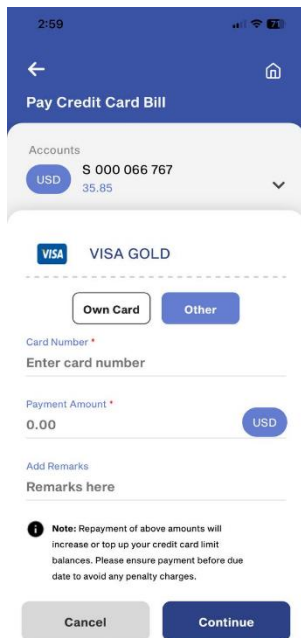 2:59
71
Pay Credit Card Bill
Accounts
USD
S 000 066 767
35.85
VISA
VISA GOLD
Own Card
Other
Card Number *
Enter card number
Payment Amount *
0.00
USD
Add Remarks
Remarks here
Note: Repayment of above amounts will
increase or top up your credit card limit
balances. Please ensure payment before due
date to avoid any penalty charges.
Cancel
Continue